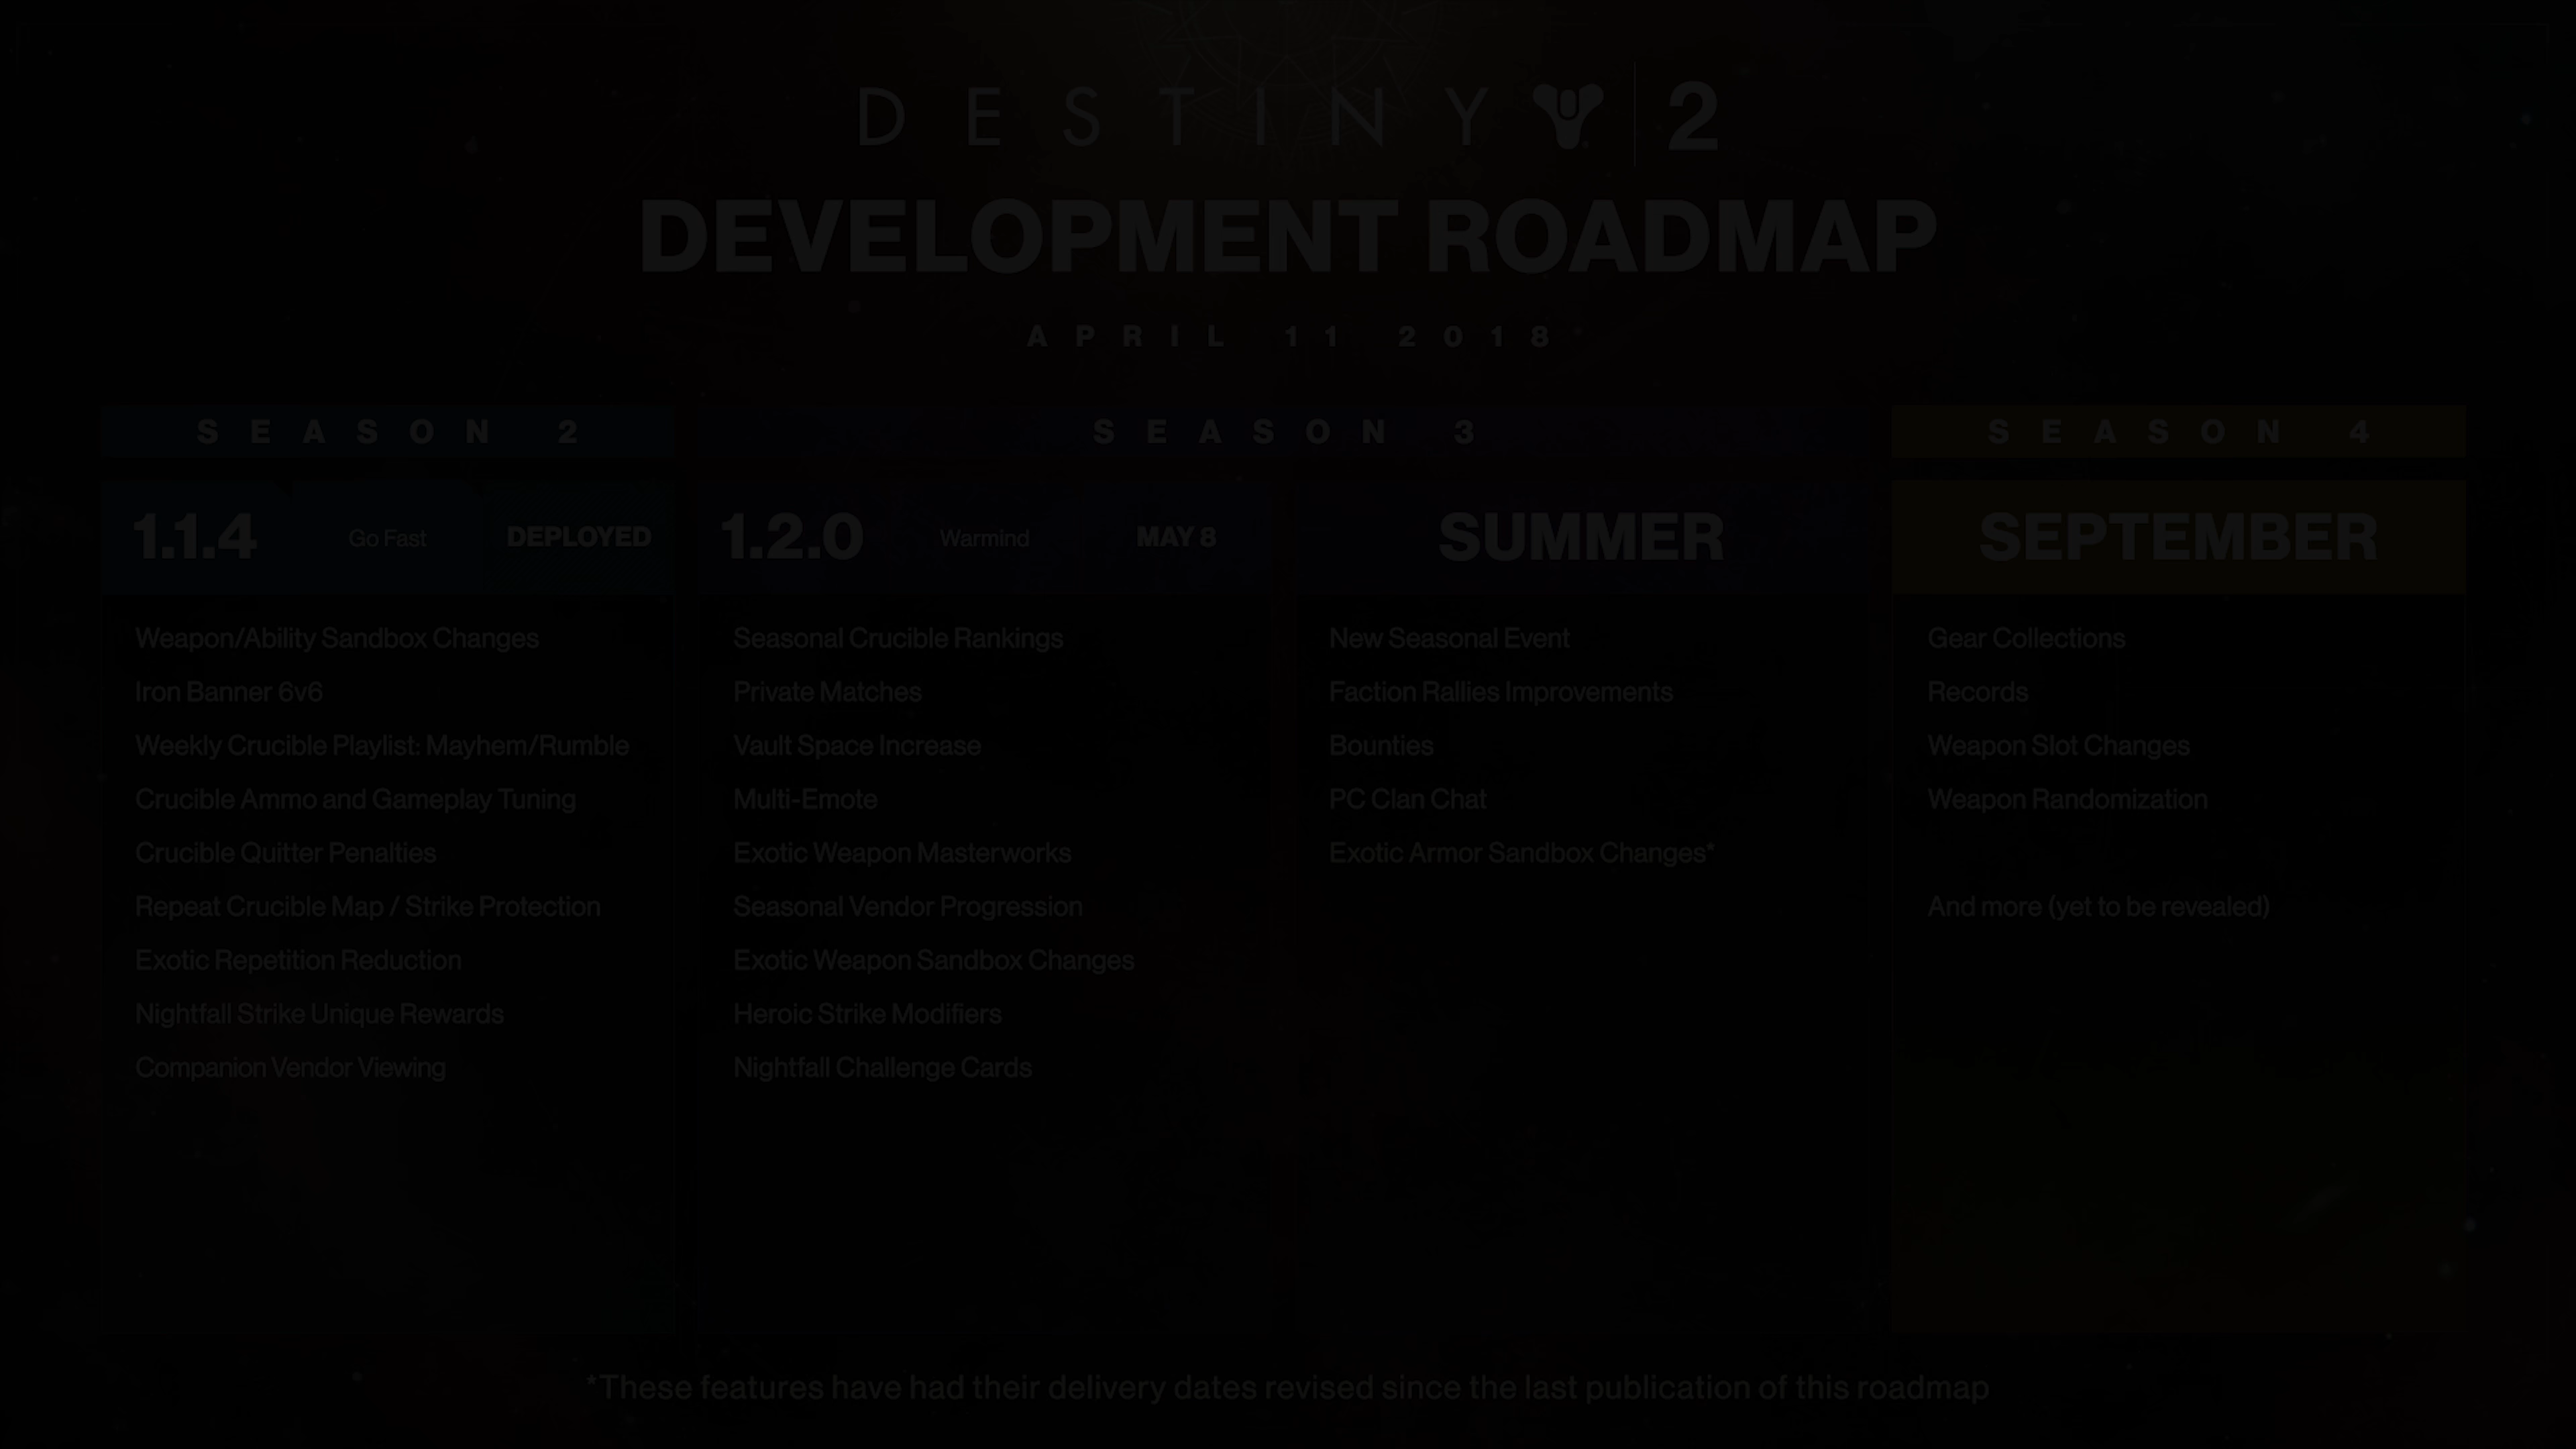 DESTINY 2
DEVELOPMENT ROADMAP
APRIL 11 2018
SEASON 2
1.1.4 Go Fast DEPLOYED
Weapon/Ability Sandbox Changes
Iron Banner 6v6
Weekly Crucible Playlist: Mayhem/Rumble
Crucible Ammo and Gameplay Tuning
Crucible Quitter Penalties
Repeat Crucible Map / Strike Protection
Exotic Repetition Reduction
Nightfall Strike Unique Rewards
Companion Vendor Viewing
SEASON 3
1.2.0 Warmind MAY 8
Seasonal Crucible Rankings
Private Matches
Vault Space Increase
Multi-Emote
Exotic Weapon Masterworks
Seasonal Vendor Progression
Exotic Weapon Sandbox Changes
Heroic Strike Modifiers
Nightfall Challenge Cards
SUMMER
New Seasonal Event
Faction Rallies Improvements
Bounties
PC Clan Chat
Exotic Armor Sandbox Changes*
SEASON 4
SEPTEMBER
Gear Collections
Records
Weapon Slot Changes
Weapon Randomization
And more (yet to be revealed)
*These features have had their delivery dates revised since the last publication of this roadmap